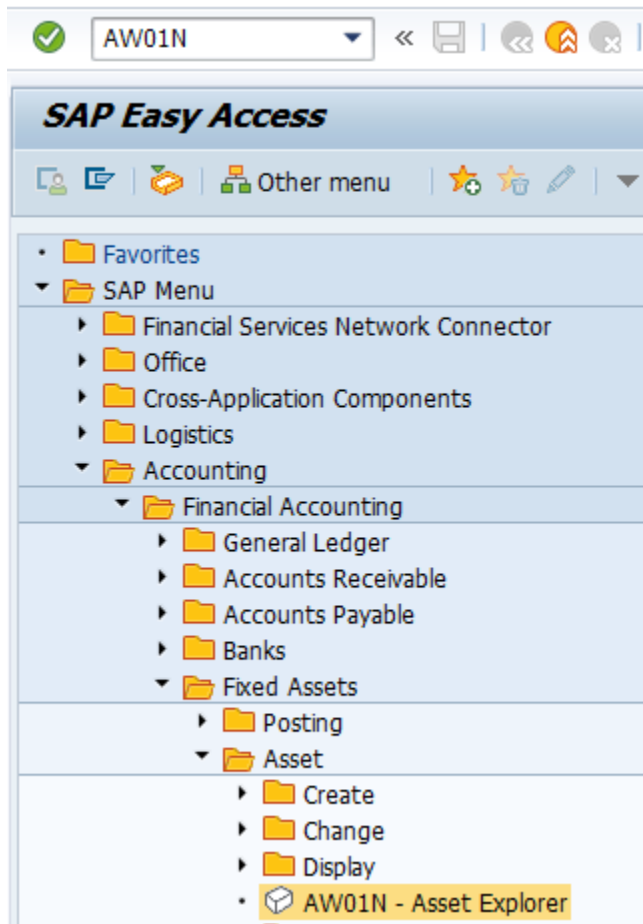 AW01N
SAP Easy Access
Other menu
Favorites
SAP Menu
Financial Services Network Connector
Office
Cross-Application Components
Logistics
Accounting
Financial Accounting
General Ledger
Accounts Receivable
Accounts Payable
Banks
Fixed Assets
Posting
Asset
Create
Change
Display
AW01N - Asset Explorer